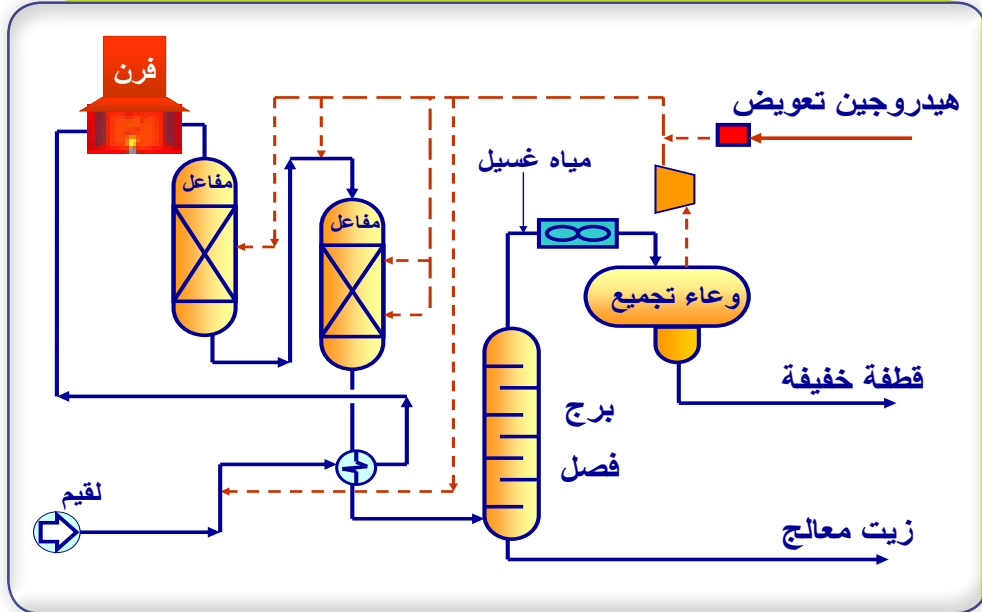 فرن
هيدروجين تعويض
مياه غسيل
مفاعل
مفاعل
وعاء تجميع
قطفة خفيفة
برج
فصل
لقيم
زيت معالج